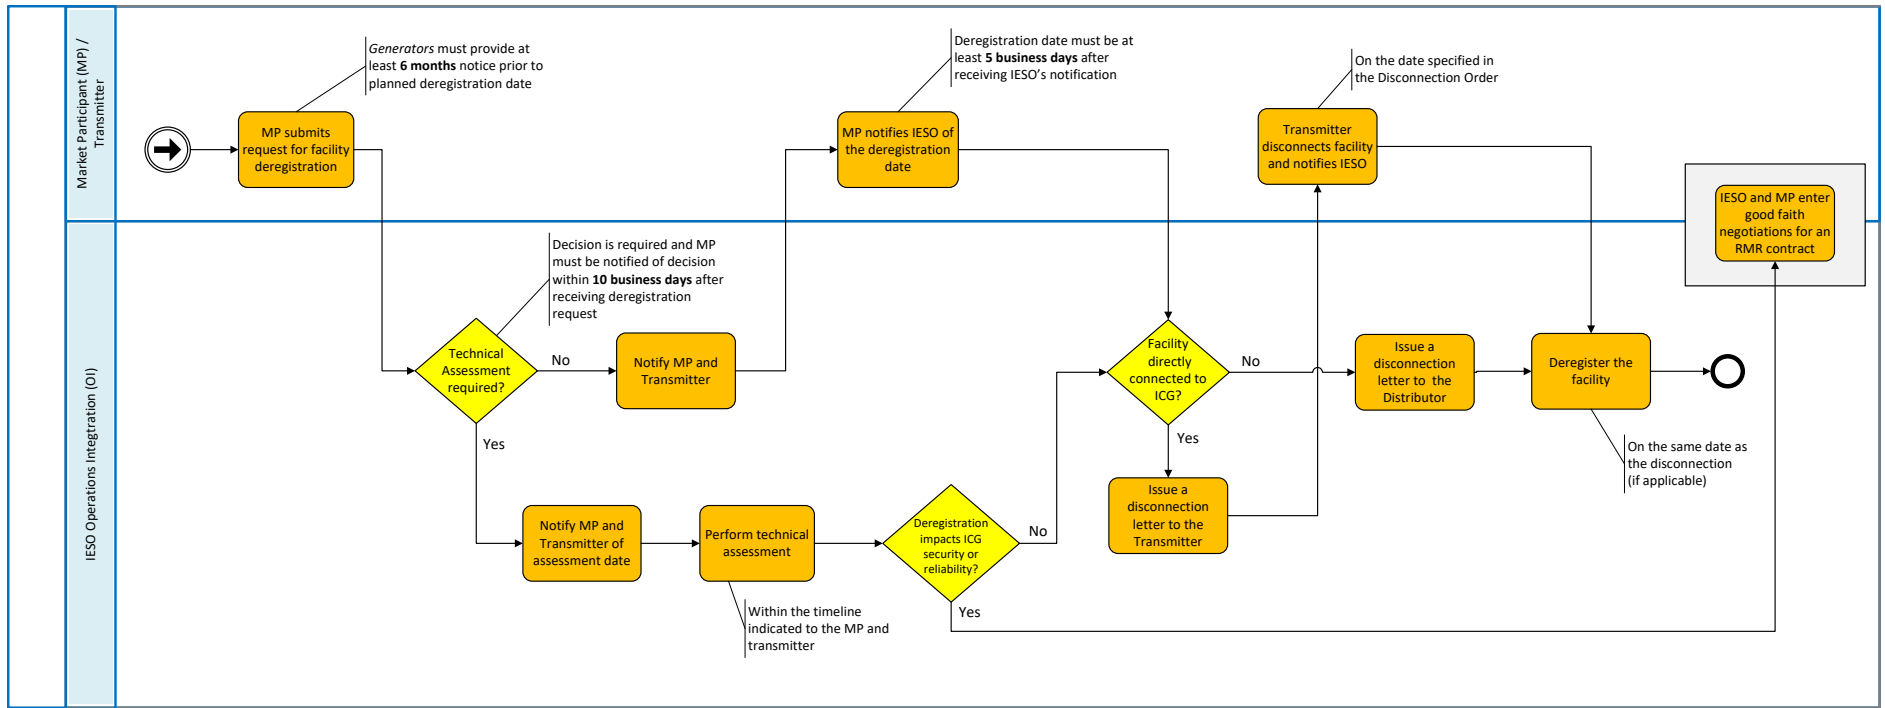 Market Participant (MP) /
Transmitter
Generators must provide at
least 6 months notice prior to
planned deregistration date
MP submits
request for facility
deregistration
Deregistration date must be at
least 5 business days after
receiving IESO's notification
MP notifies IESO of
the deregistration
date
On the date specified in
the Disconnection Order
Transmitter
disconnects facility
and notifies IESO
IESO and MP enter
good faith
negotiations for an
RMR contract
IESO Operations Integtration (OI)
Decision is required and MP
must be notified of decision
within 10 business days after
receiving deregistration
request
Technical
Assessment
required?
No
Yes
Notify MP and
Transmitter
Facility
directly
connected to
ICG?
No
Yes
Issue a
disconnection
letter to the
Distributor
Deregister the
facility
On the same date as
the disconnection
(if applicable)
Issue a
disconnection
letter to the
Transmitter
Notify MP and
Transmitter of
assessment date
Perform technical
assessment
Within the timeline
indicated to the MP and
transmitter
Deregistration
impacts ICG
security or
reliability?
No
Yes